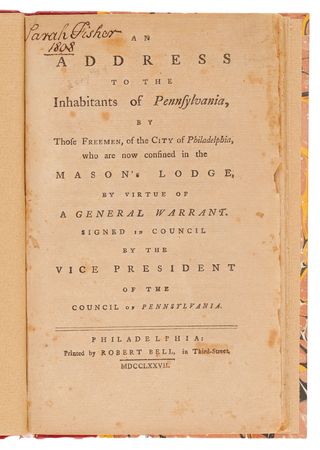 Sarah Fisher
1808
AN
ADDRESS
TO THE
Inhabitants of Pennſylvania,
BY
Thoſe FREEMEN, of the CITY of Philadelphia,
who are now confined in the
MASON's LODGE,
BY VIRTUE OF
A GENERAL WARRANT.
SIGNED IN COUNCIL
BY THE
VICE PRESIDENT
OF THE
COUNCIL OF PENNSYLVANIA.
PHILADELPHIA:
Printed by ROBERT BELL, in Third-Street,
MDCCLXXVII.